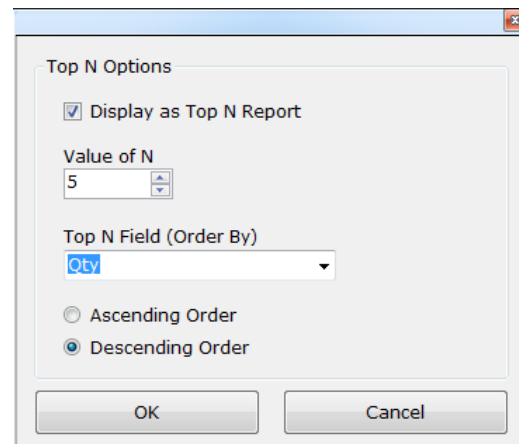 Top N Options
Display as Top N Report
Value of N
5
Top N Field (Order By)
Qty
Ascending Order
Descending Order
OK Cancel